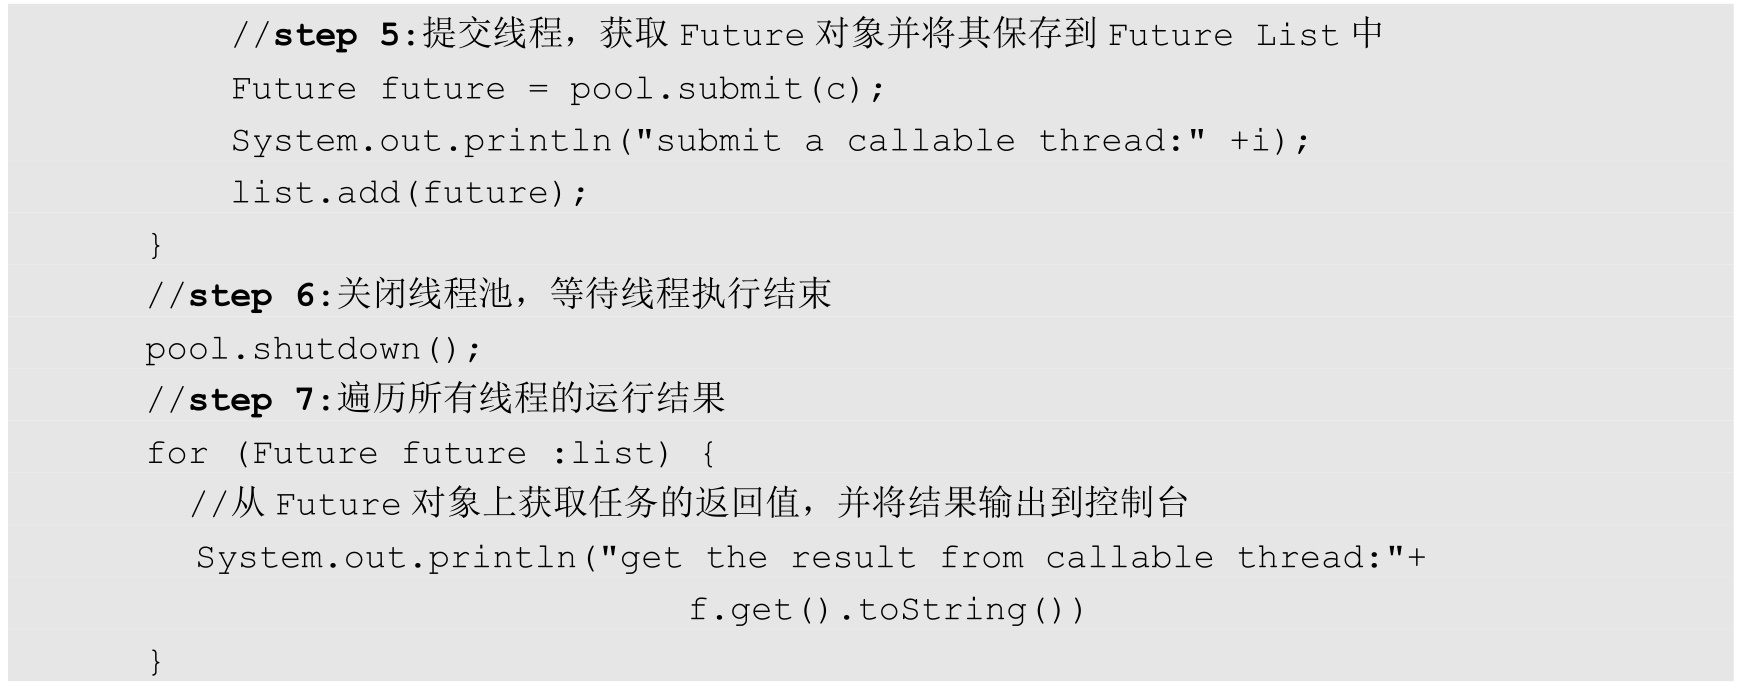 //step 5:提交线程，获取 Future 对象并将其保存到 Future List 中
Future future = pool.submit(c);
System.out.println("submit a callable thread:" +i);
list.add(future);
}
//step 6:关闭线程池，等待线程执行结束
pool.shutdown();
//step 7:遍历所有线程的运行结果
for (Future future :list) {
//从 Future 对象上获取任务的返回值，并将结果输出到控制台
System.out.println("get the result from callable thread:"+
f.get().toString())
}